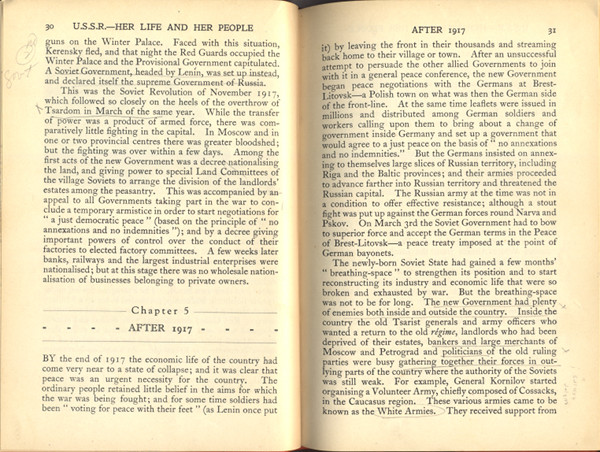 30 U.S.S.R.—HER LIFE AND HER PEOPLE
guns on the Winter Palace. Faced with this situation,
Kerensky fled, and that night the Red Guards occupied the
Winter Palace and the Provisional Government capitulated.
A Soviet Government, headed by Lenin, was set up instead,
and declared itself the supreme Government of Russia.
This was the Soviet Revolution of November 1917,
which followed so closely on the heels of the overthrow of
Tsardom in March of the same year. While the transfer
of power was a product of armed force, there was com-
paratively little fighting in the capital. In Moscow and in
one or two provincial centres there was greater bloodshed;
but the fighting was over within a few days. Among the
first acts of the new Government was a decree nationalising
the land, and giving power to special Land Committees of
the village Soviets to arrange the division of the landlords'
estates among the peasantry. This was accompanied by an
appeal to all Governments taking part in the war to con-
clude a temporary armistice in order to start negotiations for
" a just democratic peace " (based on the principle of " no
annexations and no indemnities "); and by a decree giving
important powers of control over the conduct of their
factories to elected factory committees. A few weeks later
banks, railways and the largest industrial enterprises were
nationalised; but at this stage there was no wholesale nation-
alisation of businesses belonging to private owners.
Chapter 5
AFTER 1917
BY the end of 1917 the economic life of the country had
come very near to a state of collapse; and it was clear that
peace was an urgent necessity for the country. The
ordinary people retained little belief in the aims for which
the war was being fought; and for some time soldiers had
been " voting for peace with their feet " (as Lenin once put
AFTER 1917 31
it) by leaving the front in their thousands and streaming
back home to their village or town. After an unsuccessful
attempt to persuade the other allied Governments to join
with it in a general peace conference, the new Government
began peace negotiations with the Germans at Brest-
Litovsk—a Polish town on what was then the German side
of the front-line. At the same time leaflets were issued in
millions and distributed among German soldiers and
workers calling upon them to bring about a change of
government inside Germany and set up a government that
would agree to a just peace on the basis of " no annexations
and no indemnities." But the Germans insisted on annex-
ing to themselves large slices of Russian territory, including
Riga and the Baltic provinces; and their armies proceeded
to advance farther into Russian territory and threatened the
Russian capital. The Russian army at the time was not in
a condition to offer effective resistance; although a stout
fight was put up against the German forces round Narva and
Pskov. On March 3rd the Soviet Government had to bow
to superior force and accept the German terms in the Peace
of Brest-Litovsk—a peace treaty imposed at the point of
German bayonets.
The newly-born Soviet State had gained a few months'
" breathing-space " to strengthen its position and to start
reconstructing its industry and economic life that were so
broken and exhausted by war. But the breathing-space
was not to be for long. The new Government had plenty
of enemies both inside and outside the country. Inside the
country the old Tsarist generals and army officers who
wanted a return to the old régime, landlords who had been
deprived of their estates, bankers and large merchants of
Moscow and Petrograd and politicians of the old ruling
parties were busy gathering together their forces in out-
lying parts of the country where the authority of the Soviets
was still weak. For example, General Kornilov started
organising a Volunteer Army, chiefly composed of Cossacks,
in the Caucasus region. These various armies came to be
known as the White Armies. They received support from